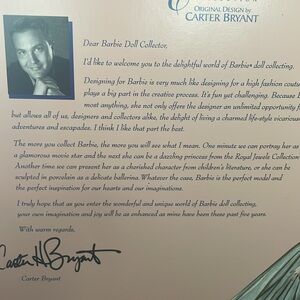 ORIGINAL DESIGN by
CARTER BRYANT
Dear Barbie Doll Collector,
I'd like to welcome you to the delightful world of Barbie® doll collecting.
Designing for Barbie is very much like designing for a high fashion couture
plays a big part in the creative process. It's fun yet challenging. Because B
most anything, she not only offers the designer an unlimited opportunity
but allows all of us, designers and collectors alike, the delight of living a charmed-life-style vicariously
adventures and escapades. I think I like that part the best.
The more you collect Barbie, the more you will see what I mean. One minute we can portray her as
a glamorous movie star and the next she can be a dazzling princess from the Royal Jewels Collection
Another time we can present her as a cherished character from children's literature, or she can be
sculpted in porcelain as a delicate ballerina. Whatever the case, Barbie is the perfect model and
the perfect inspiration for our hearts and our imaginations.
I truly hope that as you enter the wonderful and unique world of Barbie doll collecting,
your own imagination and joy will be as enhanced as mine have been these past five years.
With warm regards,
Carter H. Bryant
Carter Bryant